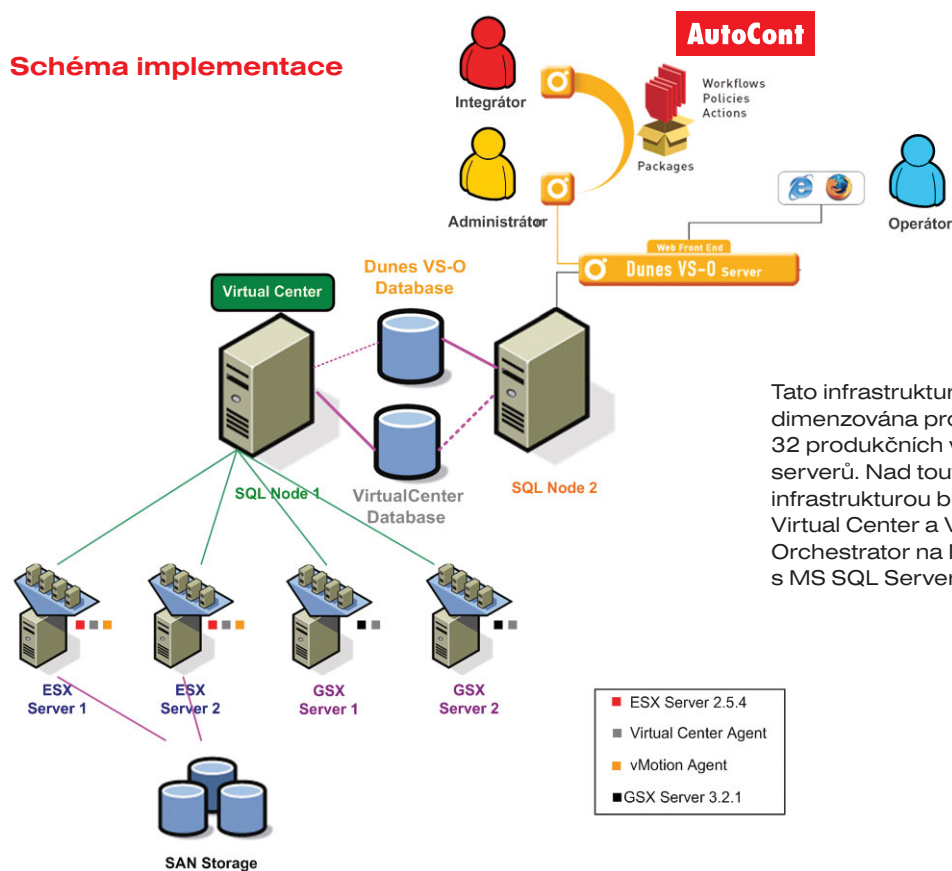 AutoCont
Schéma implementace
Integrátor
Workflows
Policies
Actions
Packages
Administrátor
Operátor
Web Front End
Dunes VS-O Server
Dunes VS-O
Database
Virtual Center
SQL Node 1
VirtualCenter
Database
SQL Node 2
Tato infrastruktur
dimenzována pro
32 produkčních v
serverů. Nad tou
infrastrukturou b
Virtual Center a V
Orchestrator na
s MS SQL Server
ESX
Server 1
ESX
Server 2
GSX
Server 1
GSX
Server 2
ESX Server 2.5.4
Virtual Center Agent
vMotion Agent
GSX Server 3.2.1
SAN Storage